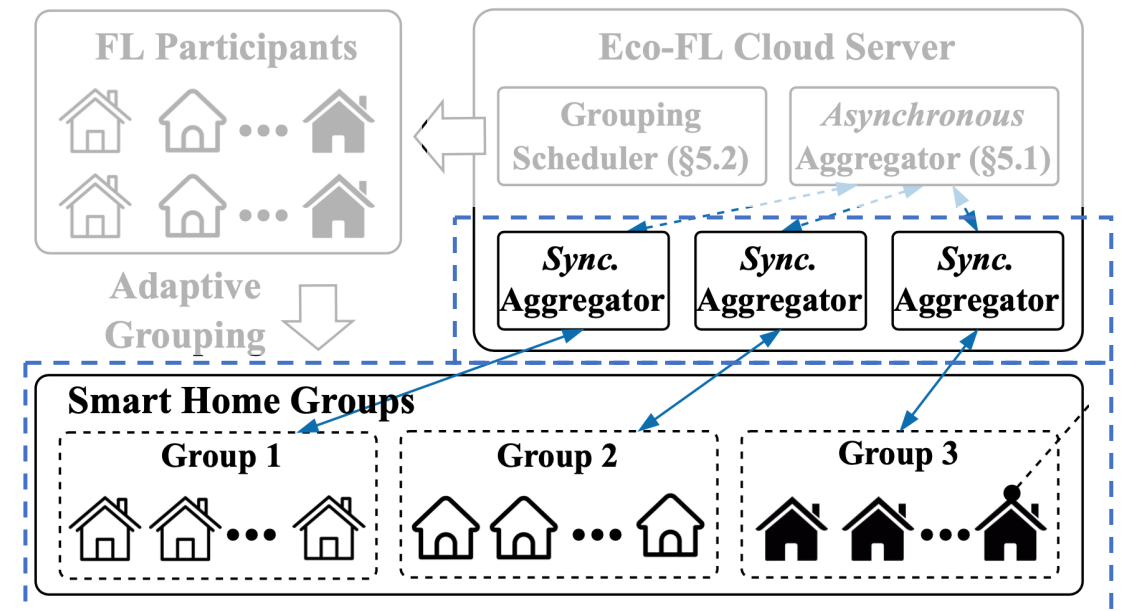 FL Participants
Eco-FL Cloud Server
Grouping
Scheduler (§5.2)
Asynchronous
Aggregator (§5.1)
Adaptive
Grouping
Sync.
Aggregator
Sync.
Aggregator
Sync.
Aggregator
Smart Home Groups
Group 1
Group 2
Group 3